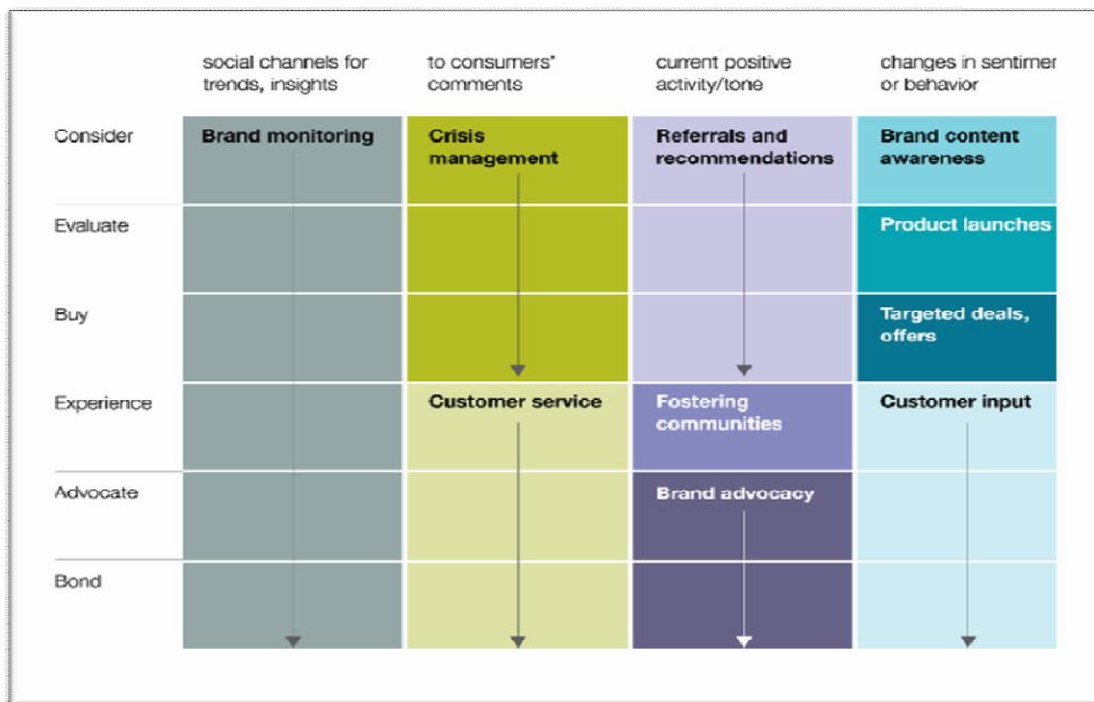 social channels for
trends, insights
to consumers'
comments
current positive
activity/tone
changes in sentimer
or behavior
Consider
Brand monitoring
Crisis
management
Referrals and
recommendations
Brand content
awareness
Evaluate
Product launches
Buy
Targeted deals,
offers
Experience
Customer service
Fostering
communities
Customer input
Advocate
Brand advocacy
Bond